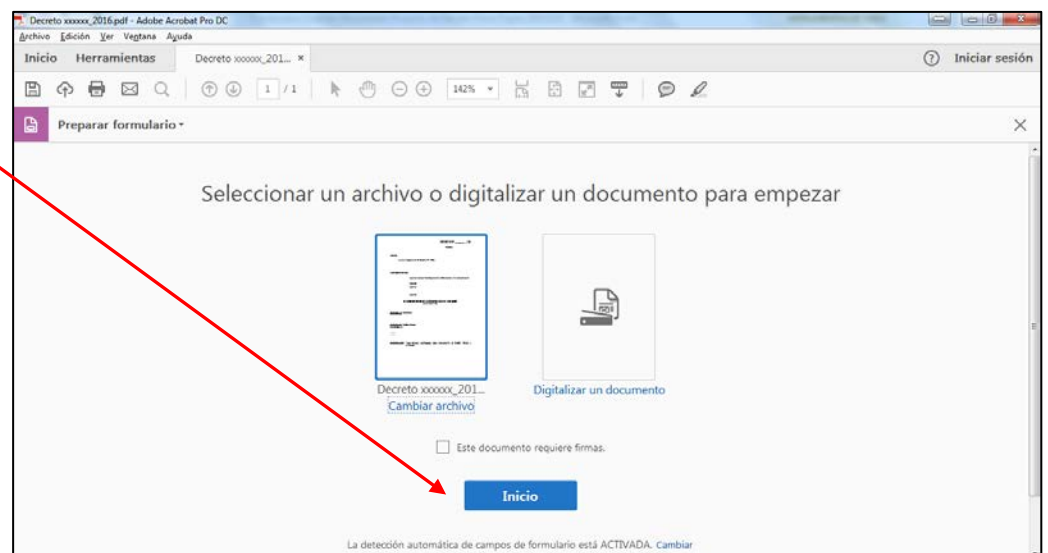 Decreto xxxxxx_2016.pdf - Adobe Acrobat Pro DC
Archivo Edición Ver Ventana Ayuda
Inicio Herramientas Decreto xxxxxx_201... × Iniciar sesión
1 / 1 142%
Preparar formulario
Seleccionar un archivo o digitalizar un documento para empezar
Decreto xxxxxx_201... Digitalizar un documento
Cambiar archivo
Este documento requiere firmas.
Inicio
La detección automática de campos de formulario está ACTIVADA. Cambiar